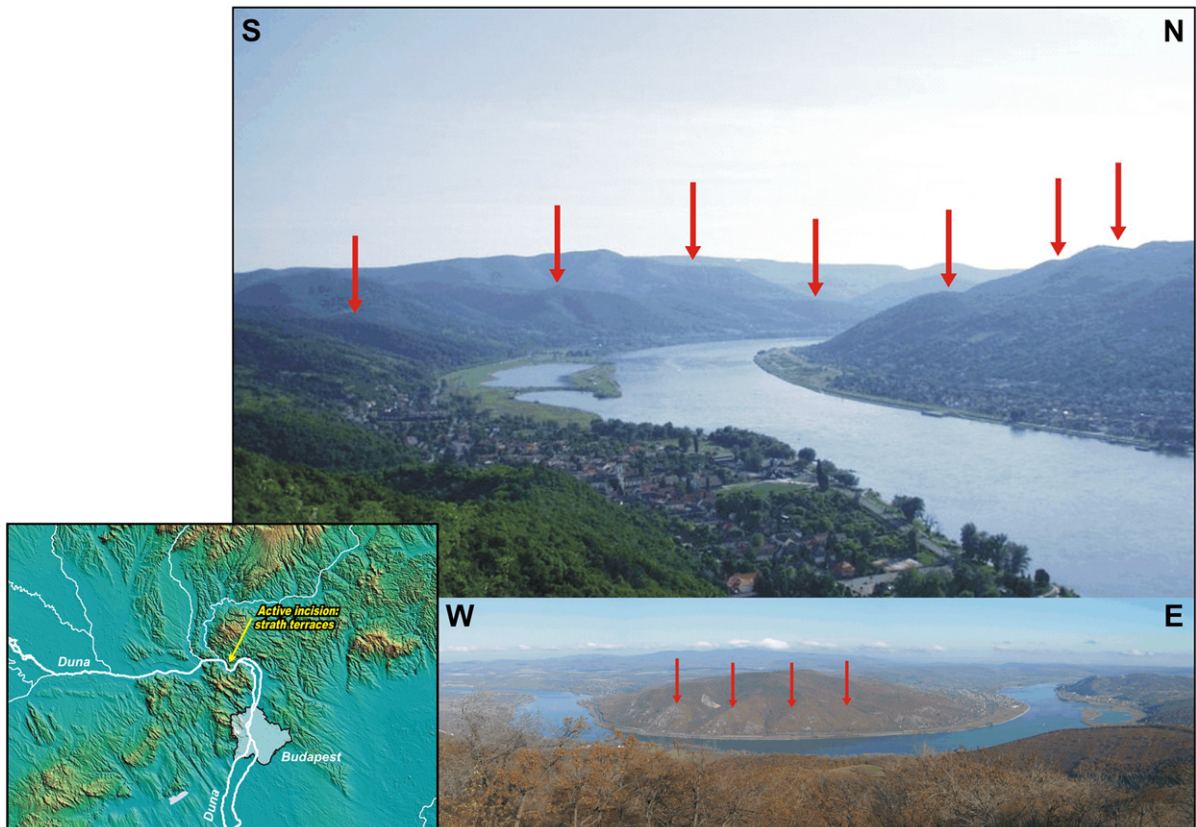 S
N
W
E
Active incision:
strath terraces
Duna
Budapest
Duna